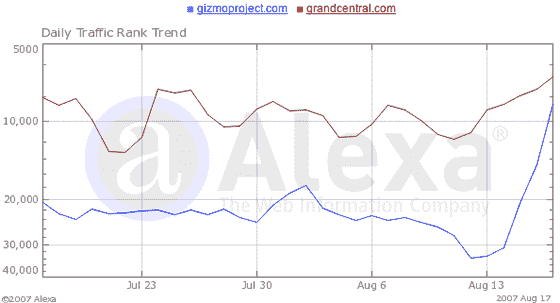 gizmoproject.com grandcentral.com
Daily Traffic Rank Trend
5000
10,000
20,000
30,000
40,000
a Alexa®
The Web Information Company
Jul 23 Jul 30 Aug 6 Aug 13
©2007 Alexa 2007 Aug 17